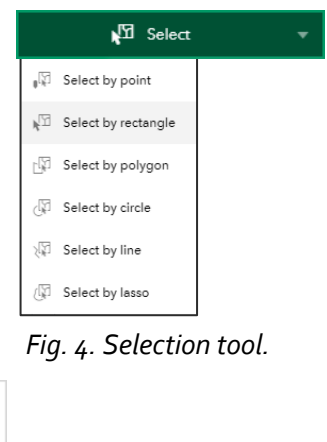 Select
Select by point
Select by rectangle
Select by polygon
Select by circle
Select by line
Select by lasso
Fig. 4. Selection tool.